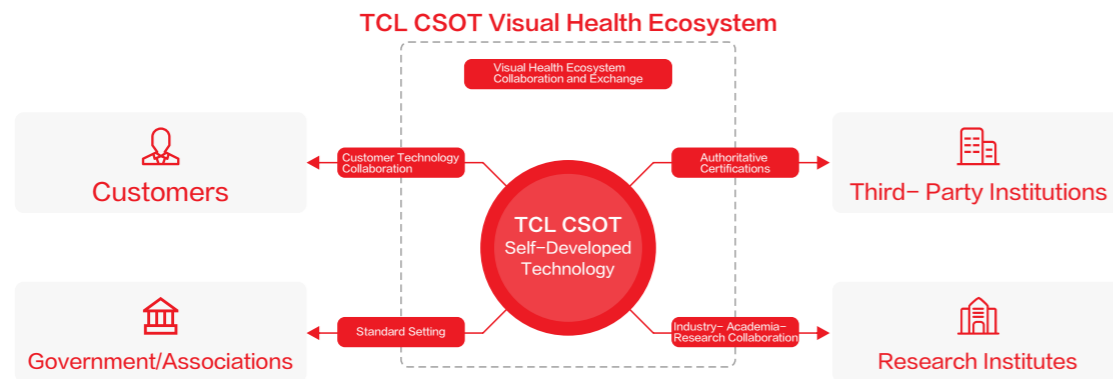 TCL CSOT Visual Health Ecosystem
Visual Health Ecosystem
Collaboration and Exchange
Customers
Customer Technology
Collaboration
Authoritative
Certifications
Third- Party Institutions
TCL CSOT
Self-Developed
Technology
Government/Associations
Standard Setting
Industry- Academia-
Research Collaboration
Research Institutes